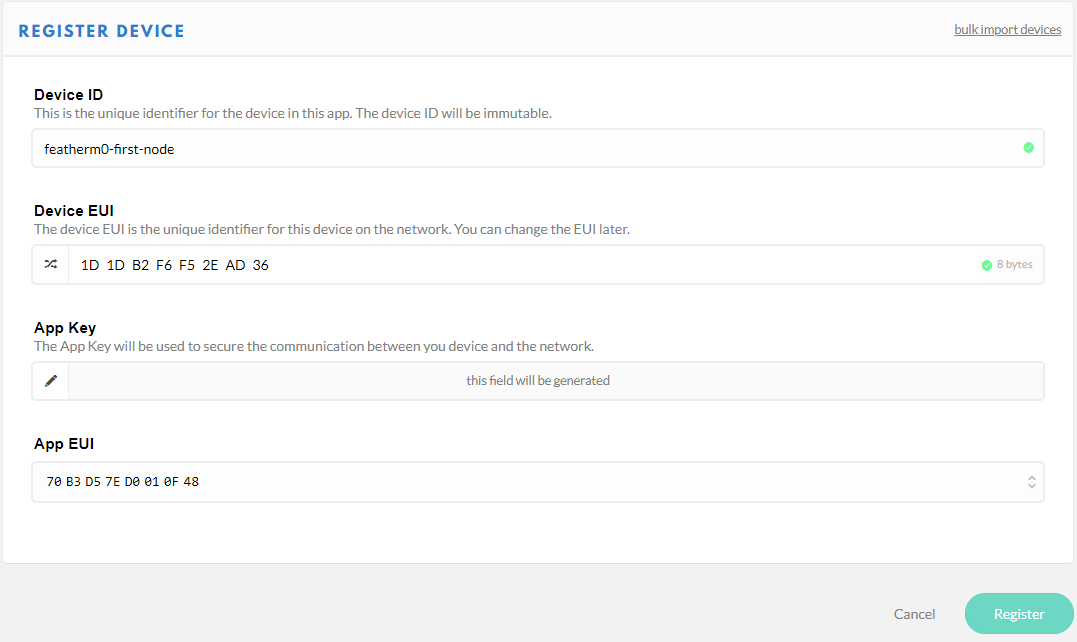 REGISTER DEVICE
bulk import devices
Device ID
This is the unique identifier for the device in this app. The device ID will be immutable.
featherm0-first-node
Device EUI
The device EUI is the unique identifier for this device on the network. You can change the EUI later.
1D 1D B2 F6 F5 2E AD 36
8 bytes
App Key
The App Key will be used to secure the communication between you device and the network.
this field will be generated
App EUI
70 B3 D5 7E D0 01 0F 48
Cancel
Register